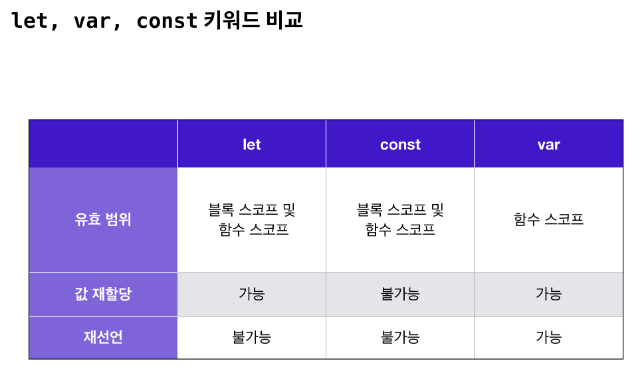 let, var, const 키워드 비교
let const var
유효 범위 블록 스코프 및 함수 스코프 블록 스코프 및 함수 스코프 함수 스코프
값 재할당 가능 불가능 가능
재선언 불가능 불가능 가능